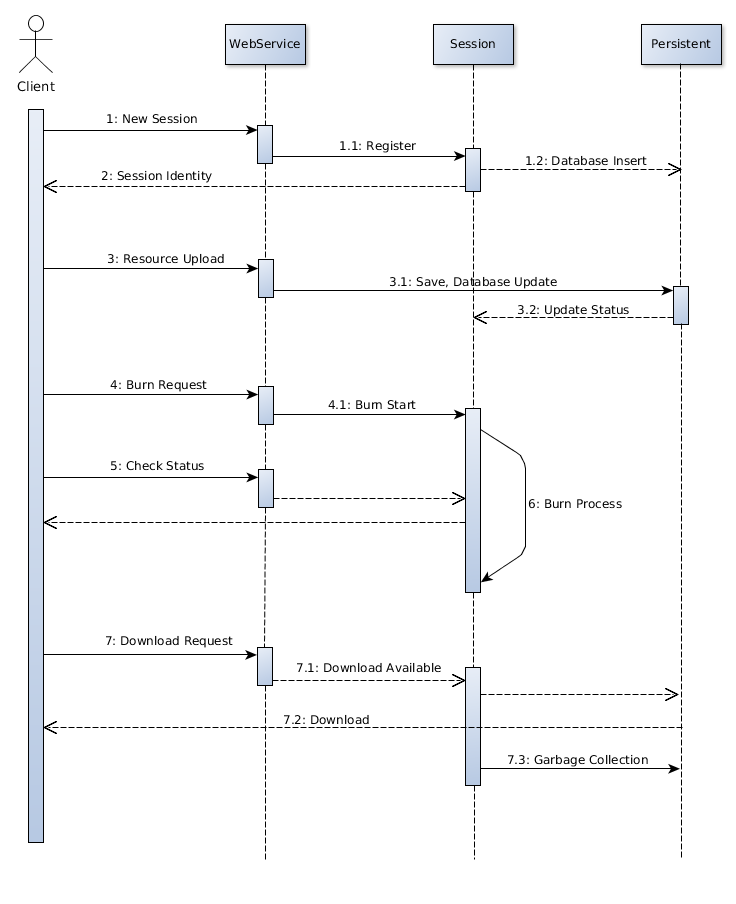 WebService
Session
Persistent
Client
1: New Session
1.1: Register
1.2: Database Insert
2: Session Identity
3: Resource Upload
3.1: Save, Database Update
3.2: Update Status
4: Burn Request
4.1: Burn Start
5: Check Status
6: Burn Process
7: Download Request
7.1: Download Available
7.2: Download
7.3: Garbage Collection